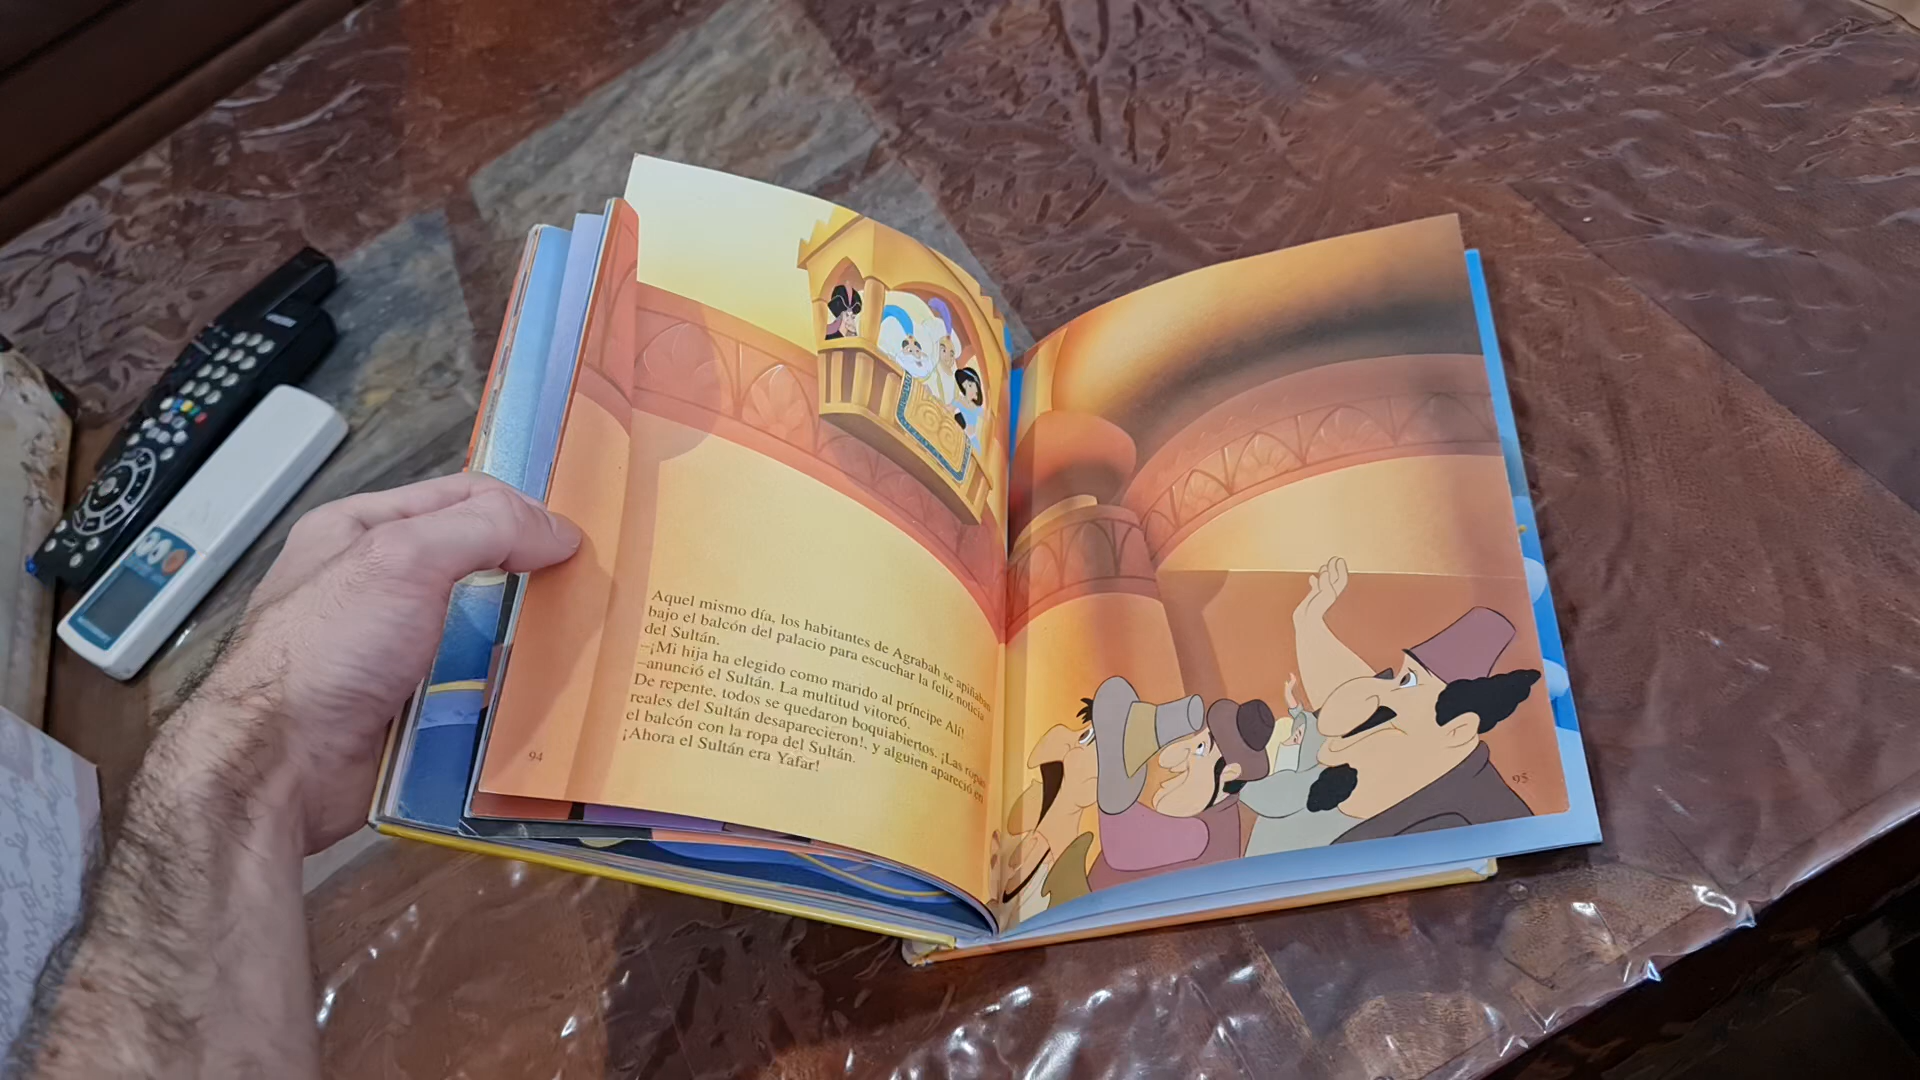 Aquel mismo día, los habitantes de Agrabah se apiñaban
bajo el balcón del palacio para escuchar la feliz noticia
del Sultán.
–¡Mi hija ha elegido como marido al príncipe Alí!
–anunció el Sultán. La multitud vitoreó.
De repente, todos se quedaron boquiabiertos. ¡Las ropas
reales del Sultán desaparecieron!, y alguien apareció en
el balcón con la ropa del Sultán.
¡Ahora el Sultán era Yafar!
94
95